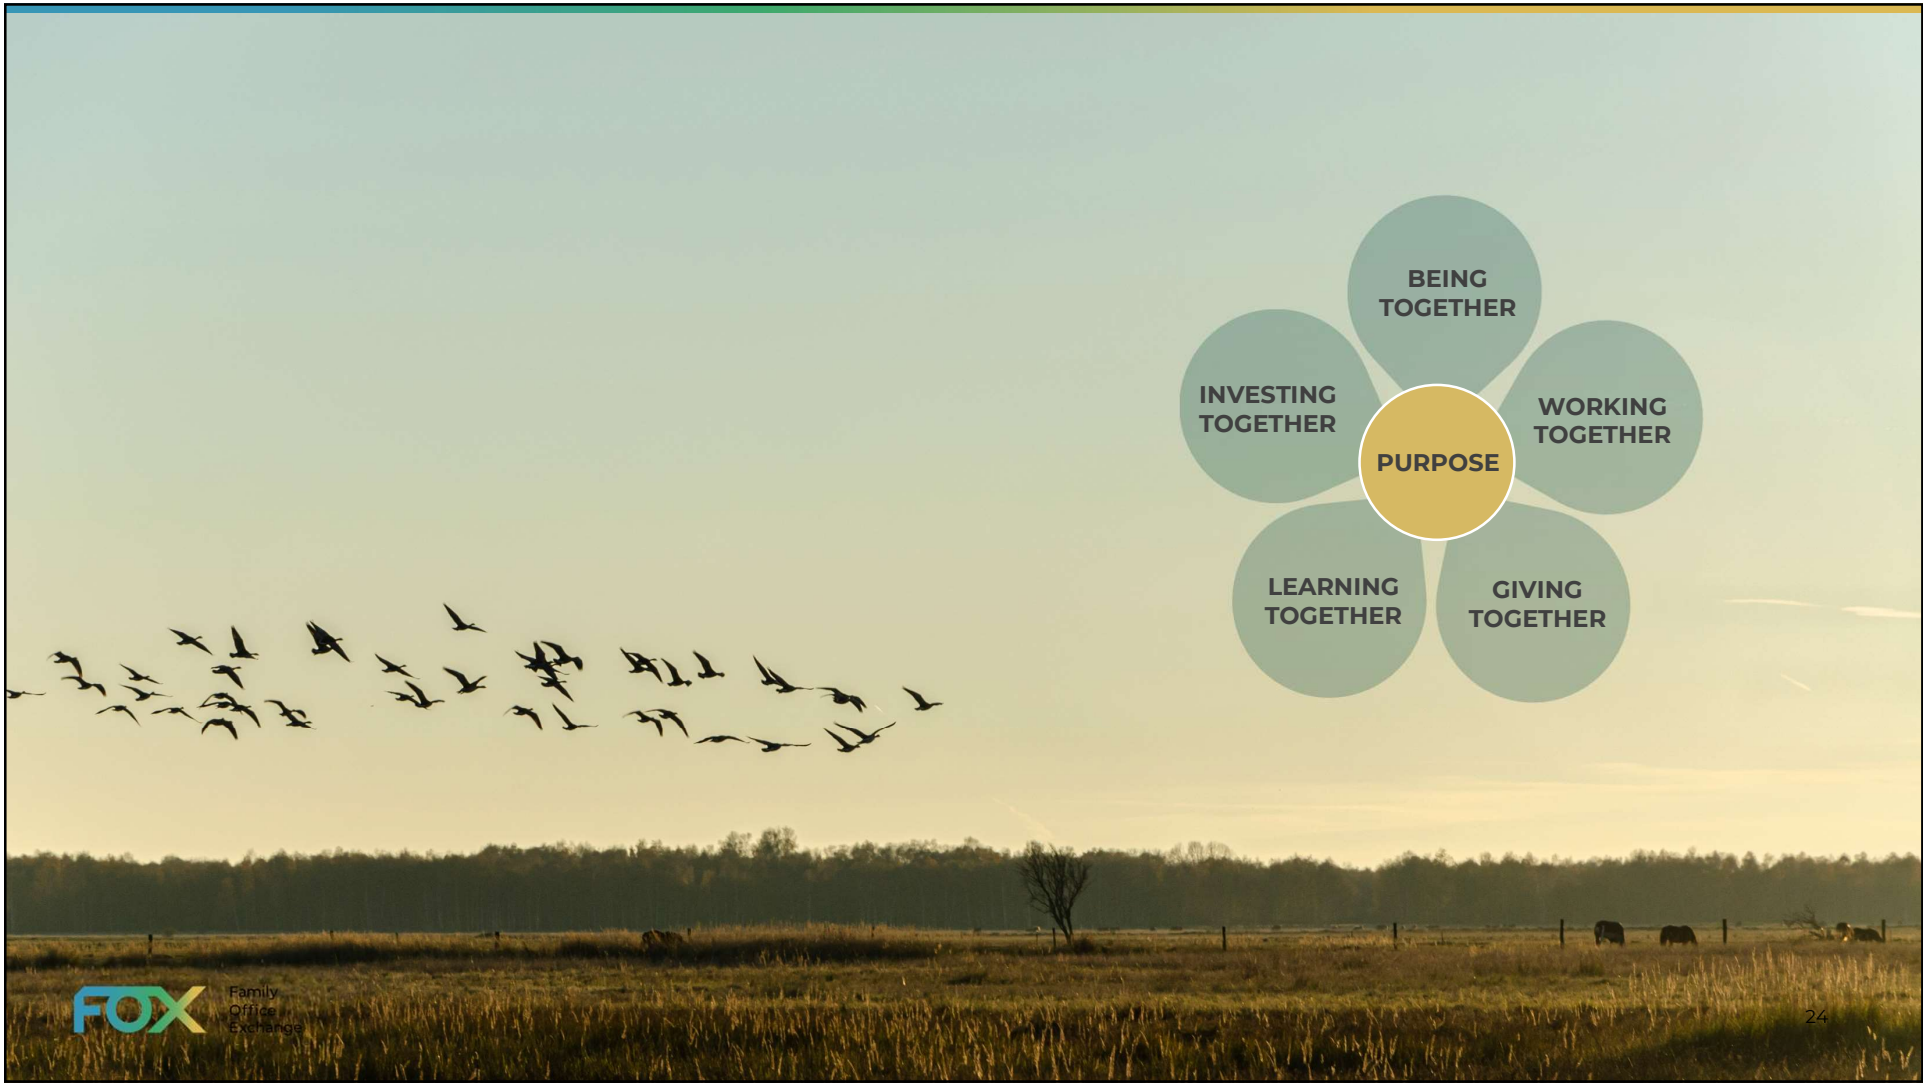 BEING
TOGETHER
INVESTING
TOGETHER
WORKING
TOGETHER
PURPOSE
LEARNING
TOGETHER
GIVING
TOGETHER
FOX
Family
Office
Exchange
24